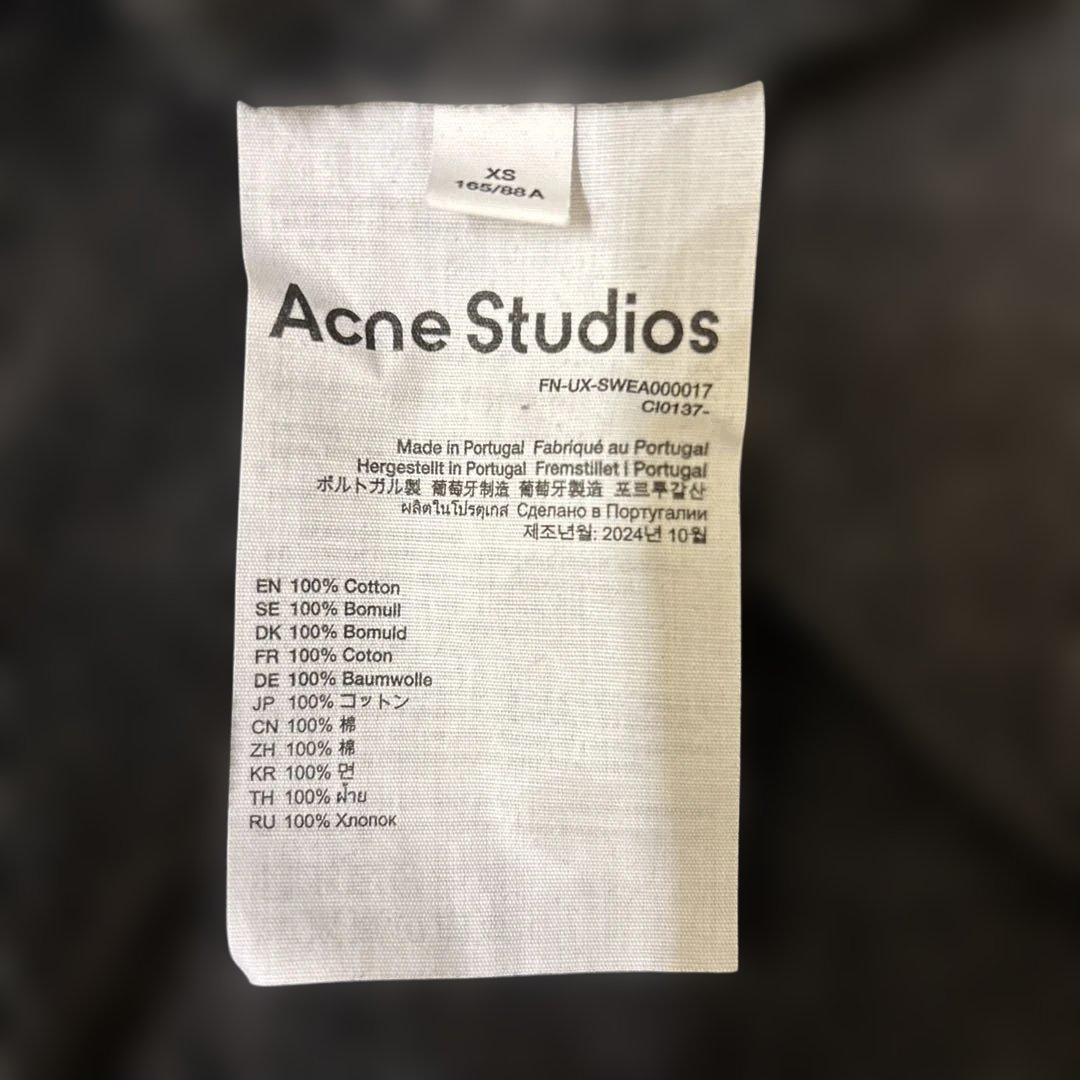 XS
165/88A
Acne Studios
FN-UX-SWEA000017
CI0137-
Made in Portugal Fabriqué au Portugal
Hergestellt in Portugal Fremstillet i Portugal
ポルトガル製 葡萄牙制造 葡萄牙製造 포르투갈산
ผลิตในโปรตุเกส Сделано в Португалии
제조년월: 2024년 10월
EN 100% Cotton
SE 100% Bomull
DK 100% Bomuld
FR 100% Coton
DE 100% Baumwolle
JP 100% コットン
CN 100% 棉
ZH 100% 棉
KR 100% 면
TH 100% ฝ้าย
RU 100% Хлопок